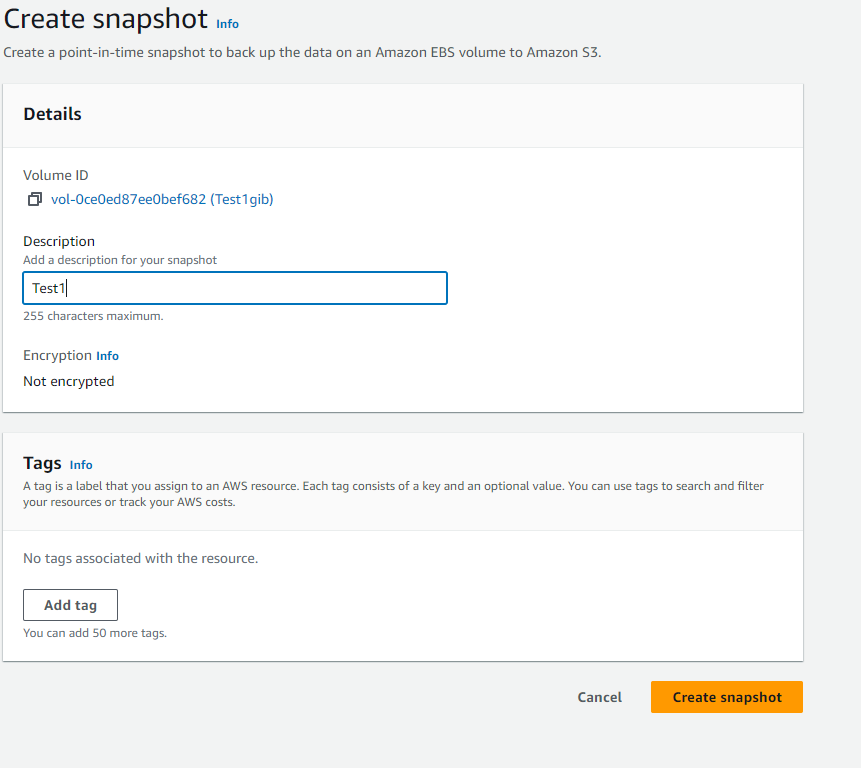 Create snapshot Info
Create a point-in-time snapshot to back up the data on an Amazon EBS volume to Amazon S3.
Details
Volume ID
vol-0ce0ed87ee0bef682 (Test1gib)
Description
Add a description for your snapshot
Test1
255 characters maximum.
Encryption Info
Not encrypted
Tags Info
A tag is a label that you assign to an AWS resource. Each tag consists of a key and an optional value. You can use tags to search and filter
your resources or track your AWS costs.
No tags associated with the resource.
Add tag
You can add 50 more tags.
Cancel
Create snapshot